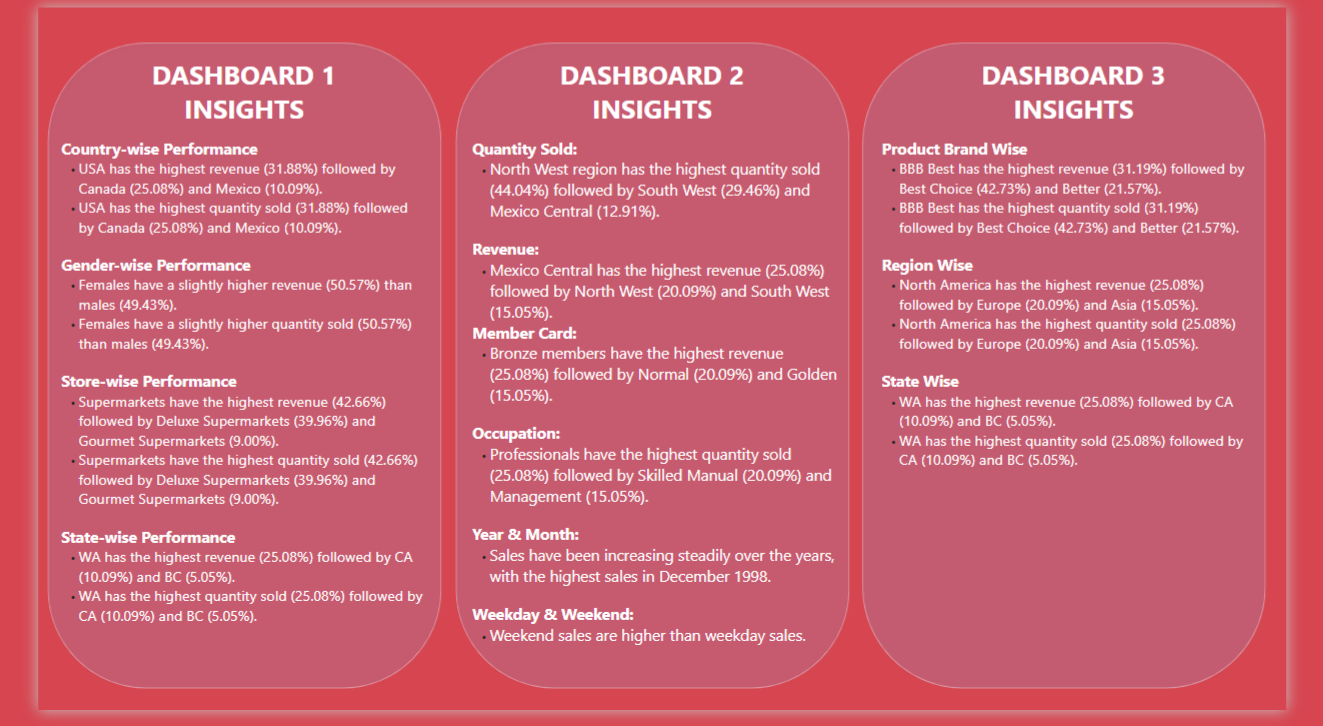 DASHBOARD 1
INSIGHTS
Country-wise Performance
• USA has the highest revenue (31.88%) followed by
Canada (25.08%) and Mexico (10.09%).
• USA has the highest quantity sold (31.88%) followed
by Canada (25.08%) and Mexico (10.09%).
Gender-wise Performance
• Females have a slightly higher revenue (50.57%) than
males (49.43%).
• Females have a slightly higher quantity sold (50.57%)
than males (49.43%).
Store-wise Performance
• Supermarkets have the highest revenue (42.66%)
followed by Deluxe Supermarkets (39.96%) and
Gourmet Supermarkets (9.00%).
• Supermarkets have the highest quantity sold (42.66%)
followed by Deluxe Supermarkets (39.96%) and
Gourmet Supermarkets (9.00%).
State-wise Performance
• WA has the highest revenue (25.08%) followed by CA
(10.09%) and BC (5.05%).
• WA has the highest quantity sold (25.08%) followed by
CA (10.09%) and BC (5.05%).
DASHBOARD 2
INSIGHTS
Quantity Sold:
• North West region has the highest quantity sold
(44.04%) followed by South West (29.46%) and
Mexico Central (12.91%).
Revenue:
• Mexico Central has the highest revenue (25.08%)
followed by North West (20.09%) and South West
(15.05%).
Member Card:
• Bronze members have the highest revenue
(25.08%) followed by Normal (20.09%) and Golden
(15.05%).
Occupation:
• Professionals have the highest quantity sold
(25.08%) followed by Skilled Manual (20.09%) and
Management (15.05%).
Year & Month:
• Sales have been increasing steadily over the years,
with the highest sales in December 1998.
Weekday & Weekend:
• Weekend sales are higher than weekday sales.
DASHBOARD 3
INSIGHTS
Product Brand Wise
• BBB Best has the highest revenue (31.19%) followed by
Best Choice (42.73%) and Better (21.57%).
• BBB Best has the highest quantity sold (31.19%)
followed by Best Choice (42.73%) and Better (21.57%).
Region Wise
• North America has the highest revenue (25.08%)
followed by Europe (20.09%) and Asia (15.05%).
• North America has the highest quantity sold (25.08%)
followed by Europe (20.09%) and Asia (15.05%).
State Wise
• WA has the highest revenue (25.08%) followed by CA
(10.09%) and BC (5.05%).
• WA has the highest quantity sold (25.08%) followed by
CA (10.09%) and BC (5.05%).